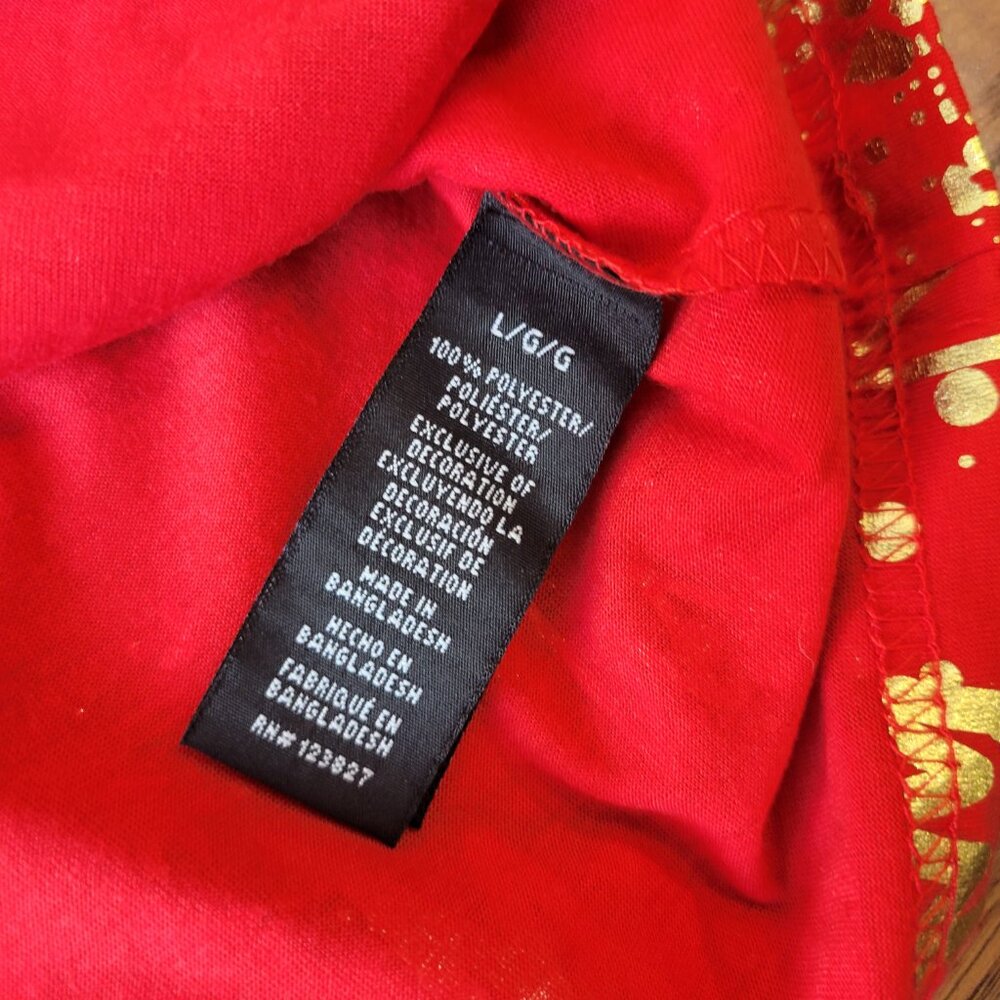 L/G/G
100% POLYESTER/
POLIÉSTER/
POLYESTER
EXCLUSIVE OF
DECORATION
EXCLUYENDO LA
DECORACIÓN
EXCLUSIF DE
DÉCORATION
MADE IN
BANGLADESH
HECHO EN
BANGLADESH
FABRIQUÉ EN
BANGLADESH
RN# 123827